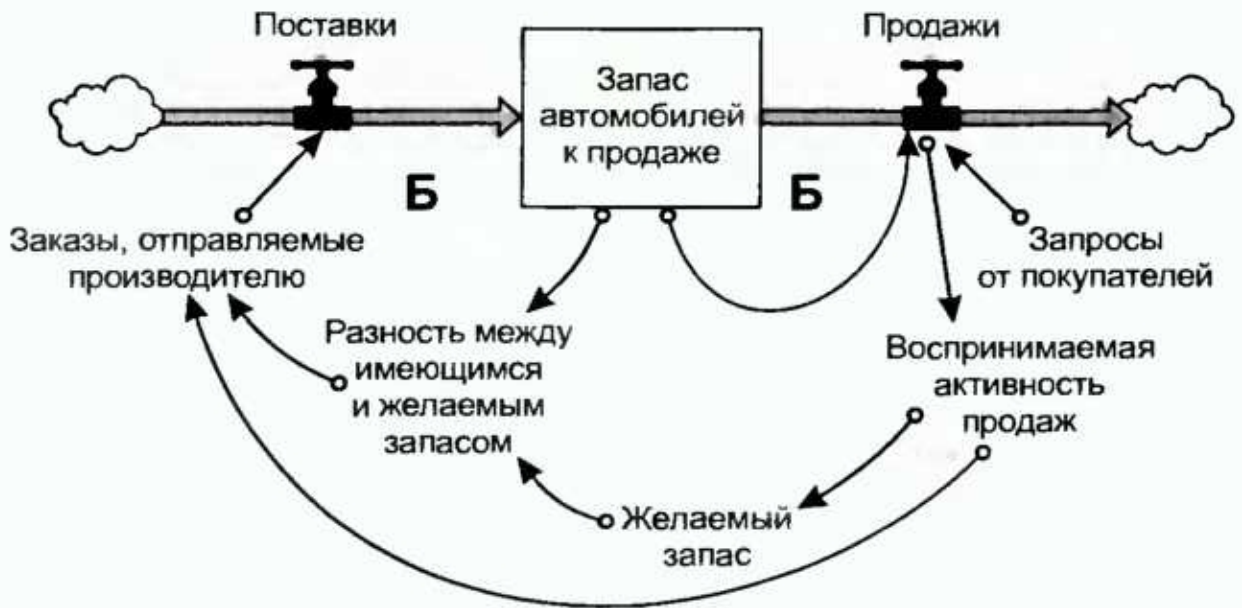 Поставки
Продажи
Запас
автомобилей
к продаже
Б
Б
Заказы, отправляемые
производителю
Запросы
от покупателей
Разность между
имеющимся
и желаемым
запасом
Воспринимаемая
активность
продаж
Желаемый
запас